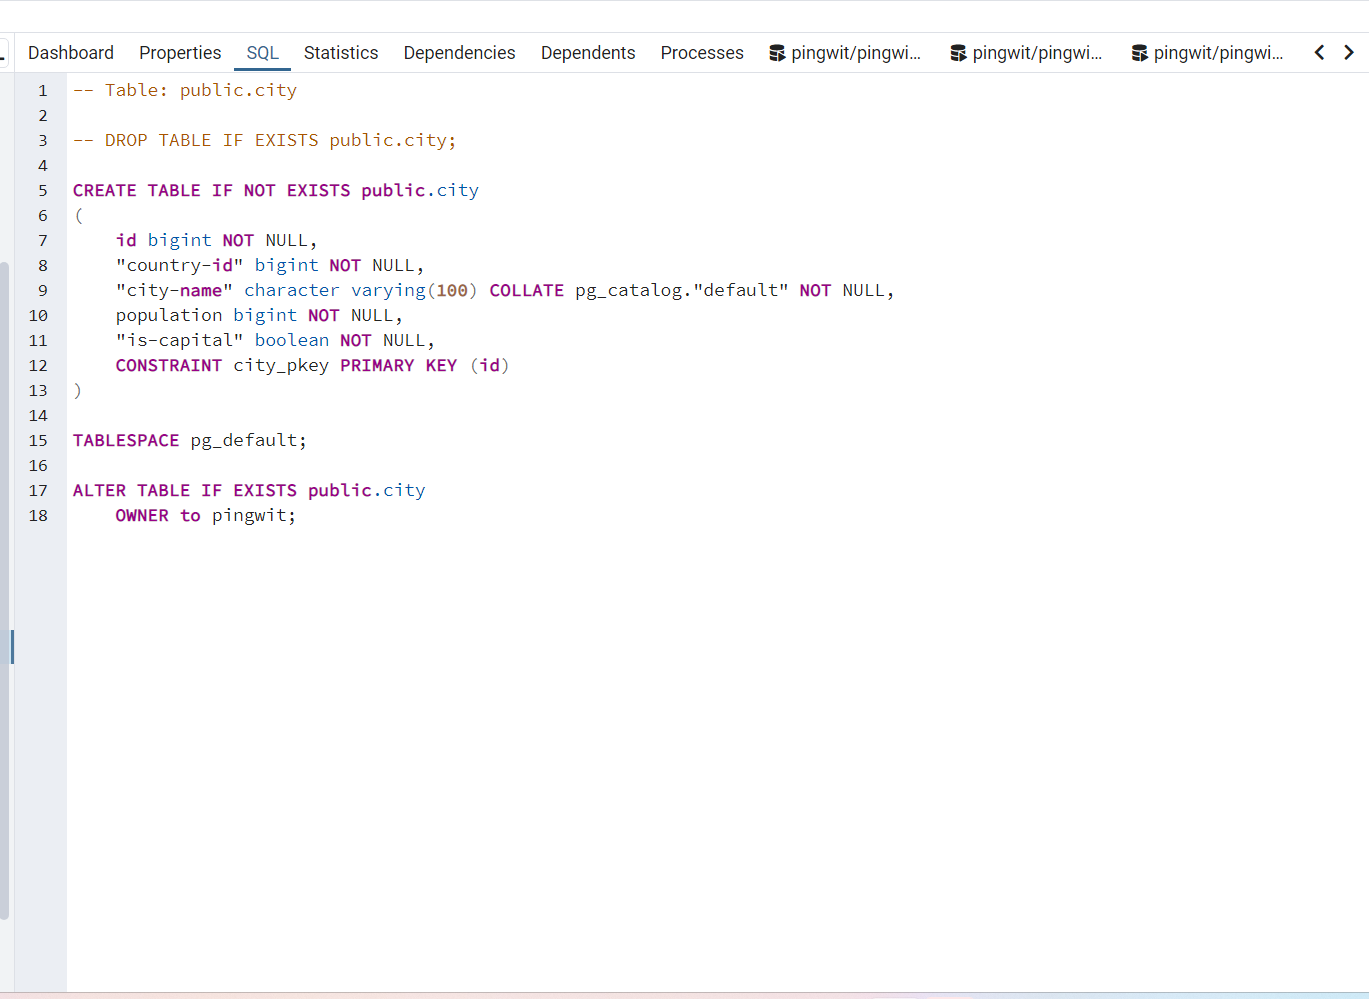 Dashboard Properties SQL Statistics Dependencies Dependents Processes pingwit/pingwi... pingwit/pingwi... pingwit/pingwi...
1 -- Table: public.city
2
3 -- DROP TABLE IF EXISTS public.city;
4
5 CREATE TABLE IF NOT EXISTS public.city
6 (
7     id bigint NOT NULL,
8     "country-id" bigint NOT NULL,
9     "city-name" character varying(100) COLLATE pg_catalog."default" NOT NULL,
10     population bigint NOT NULL,
11     "is-capital" boolean NOT NULL,
12     CONSTRAINT city_pkey PRIMARY KEY (id)
13 )
14
15 TABLESPACE pg_default;
16
17 ALTER TABLE IF EXISTS public.city
18     OWNER to pingwit;